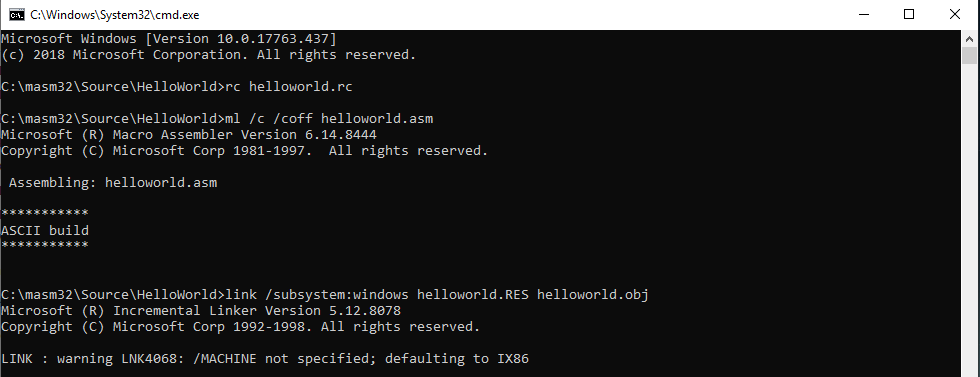 C:\Windows\System32\cmd.exe
Microsoft Windows [Version 10.0.17763.437]
(c) 2018 Microsoft Corporation. All rights reserved.
C:\masm32\Source\HelloWorld>rc helloworld.rc
C:\masm32\Source\HelloWorld>ml /c /coff helloworld.asm
Microsoft (R) Macro Assembler Version 6.14.8444
Copyright (C) Microsoft Corp 1981-1997.  All rights reserved.
 Assembling: helloworld.asm
***********
ASCII build
***********
C:\masm32\Source\HelloWorld>link /subsystem:windows helloworld.RES helloworld.obj
Microsoft (R) Incremental Linker Version 5.12.8078
Copyright (C) Microsoft Corp 1992-1998. All rights reserved.
LINK : warning LNK4068: /MACHINE not specified; defaulting to IX86